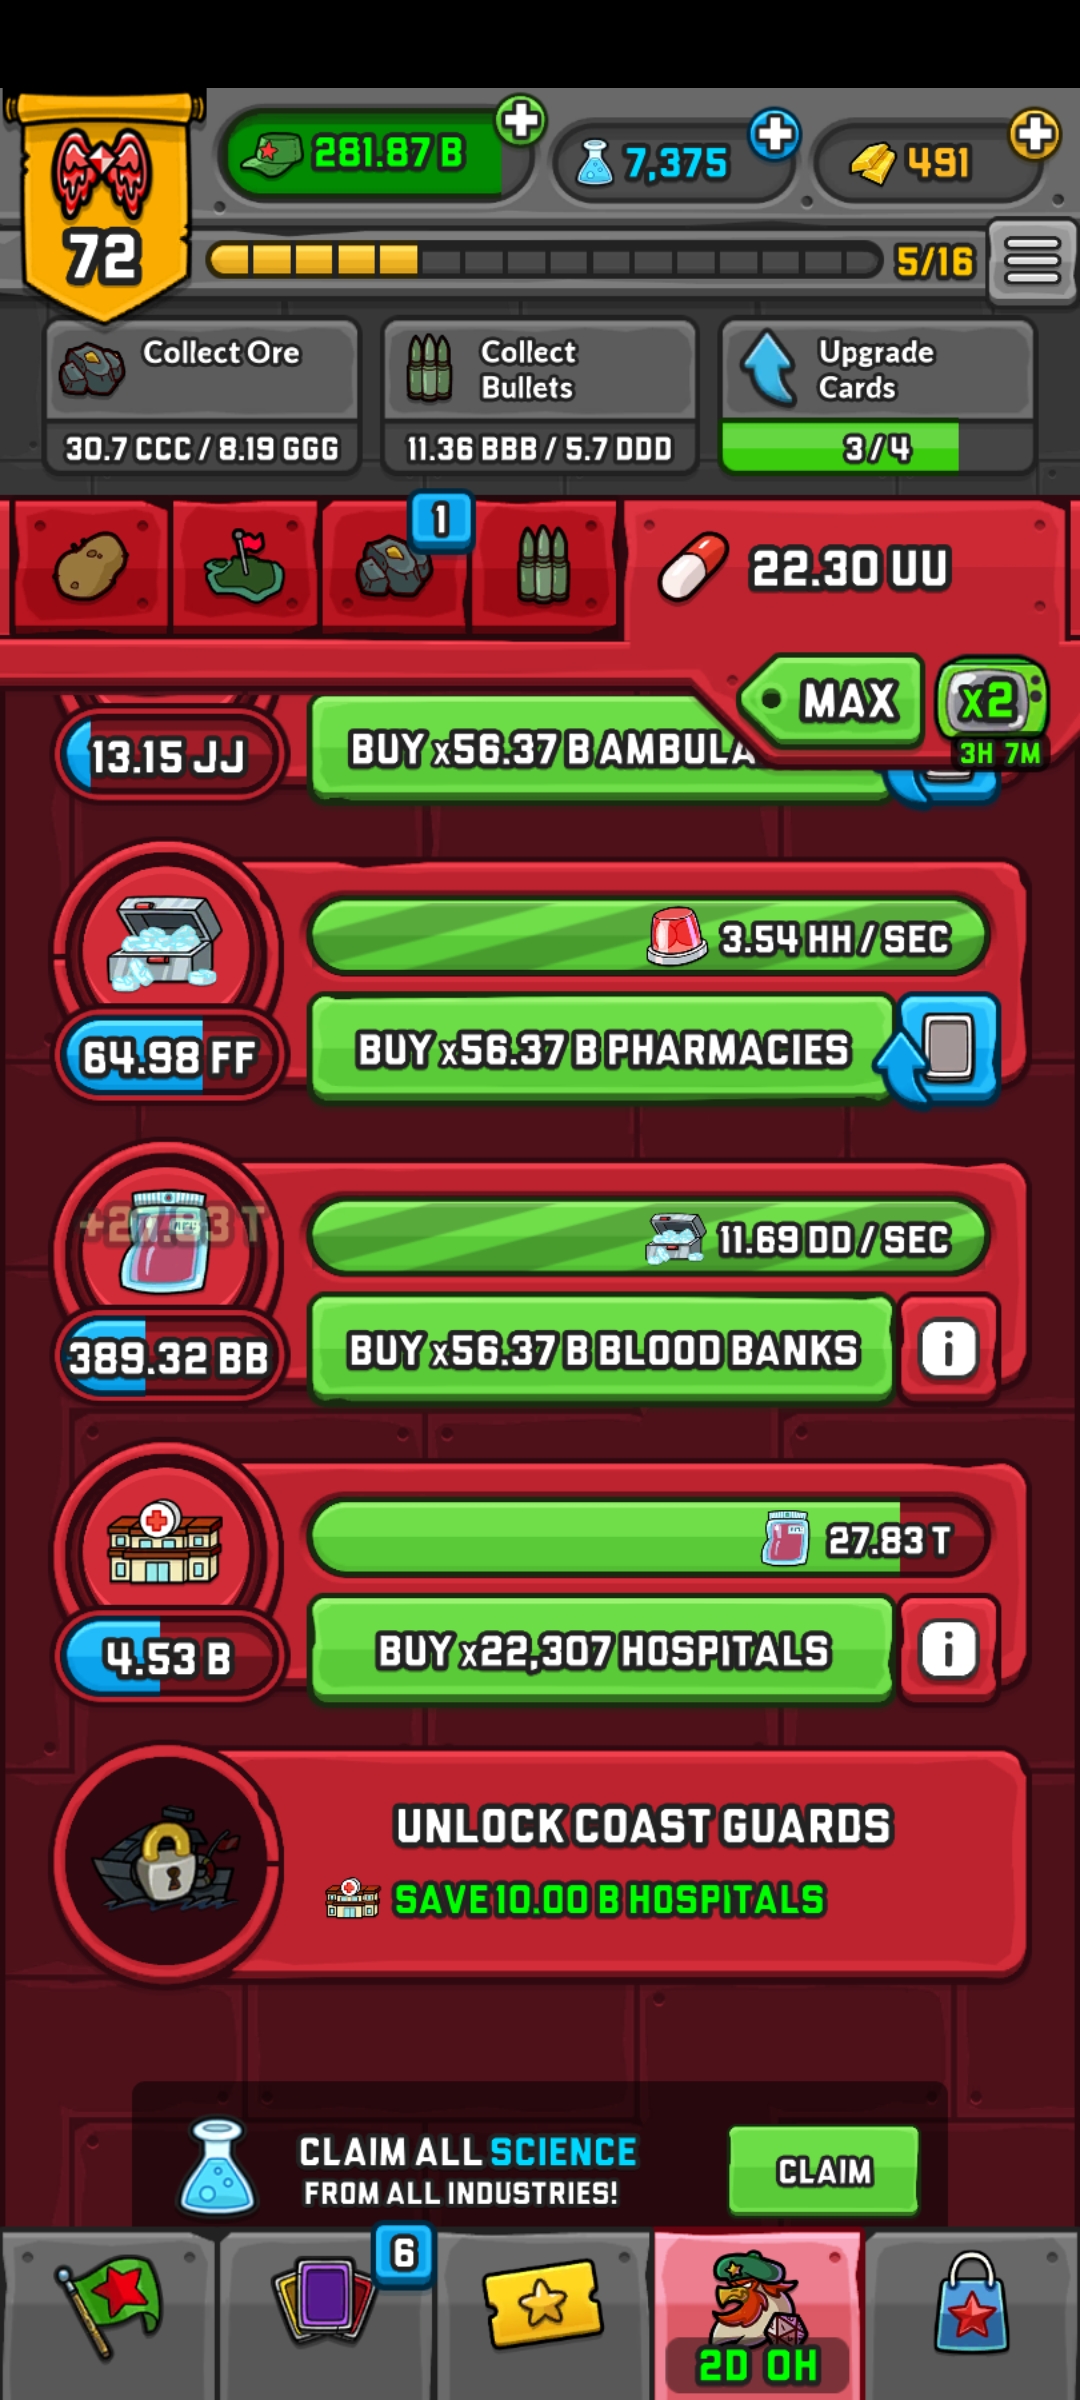 281.87 B
7,375
491
72
5/16
Collect Ore
30.7 CCC / 8.19 GGG
Collect
Bullets
11.36 BBB / 5.7 DDD
Upgrade
Cards
3/4
1
22.30 UU
MAX
x2
3H 7M
13.15 JJ
BUY x56.37 B AMBULA
3.54 HH / SEC
64.98 FF
BUY x56.37 B PHARMACIES
+27.83 T
11.69 DD / SEC
389.32 BB
BUY x56.37 B BLOOD BANKS
i
27.83 T
4.53 B
BUY x22,307 HOSPITALS
i
UNLOCK COAST GUARDS
SAVE 10.00 B HOSPITALS
CLAIM ALL SCIENCE
FROM ALL INDUSTRIES!
CLAIM
6
2D 0H